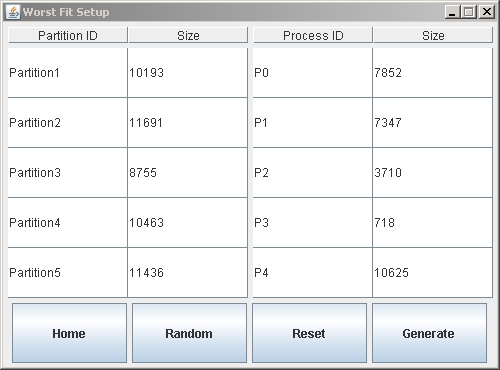 Worst Fit Setup
Partition ID Size Process ID Size
Partition1 10193 P0 7852
Partition2 11691 P1 7347
Partition3 8755 P2 3710
Partition4 10463 P3 718
Partition5 11436 P4 10625
Home Random Reset Generate